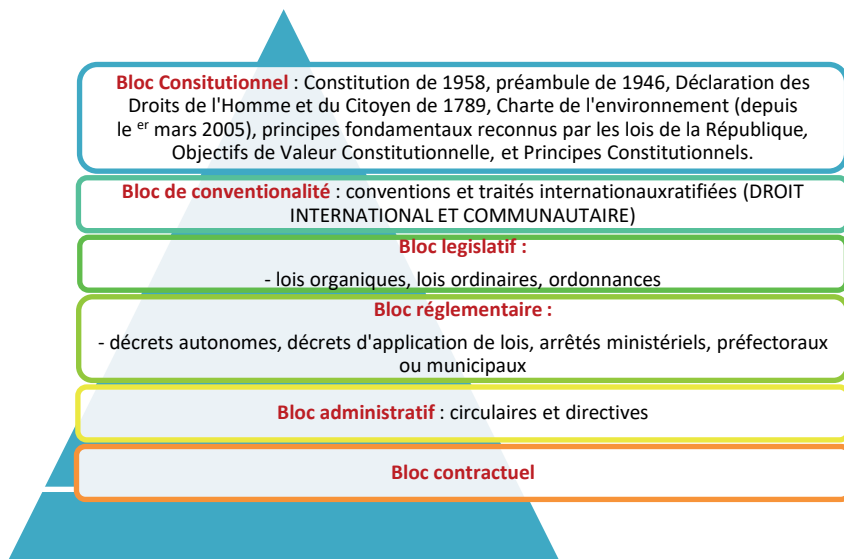 Bloc Consitutionnel : Constitution de 1958, préambule de 1946, Déclaration des
Droits de l'Homme et du Citoyen de 1789, Charte de l'environnement (depuis
le er mars 2005), principes fondamentaux reconnus par les lois de la République,
Objectifs de Valeur Constitutionnelle, et Principes Constitutionnels.
Bloc de conventionalité : conventions et traités internationauxratifiées (DROIT
INTERNATIONAL ET COMMUNAUTAIRE)
Bloc legislatif :
- lois organiques, lois ordinaires, ordonnances
Bloc réglementaire :
- décrets autonomes, décrets d'application de lois, arrêtés ministériels, préfectoraux
ou municipaux
Bloc administratif : circulaires et directives
Bloc contractuel